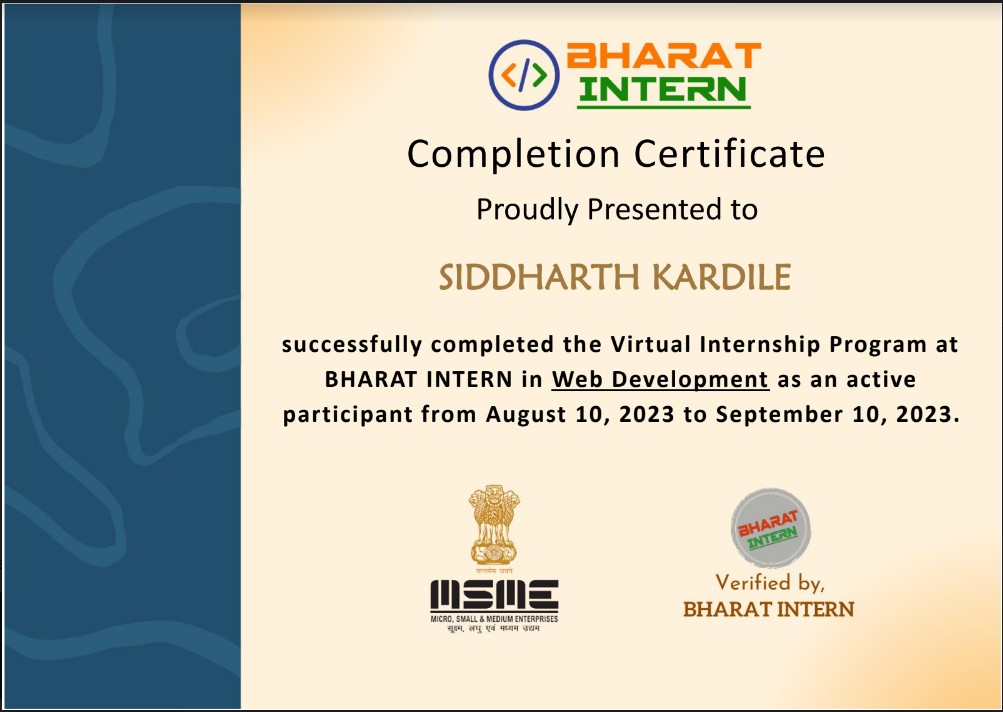 </>
BHARAT
INTERN
Completion Certificate
Proudly Presented to
SIDDHARTH KARDILE
successfully completed the Virtual Internship Program at
BHARAT INTERN in Web Development as an active
participant from August 10, 2023 to September 10, 2023.
सत्यमेव जयते
MSME
MICRO, SMALL & MEDIUM ENTERPRISES
सूक्ष्म, लघु एवं मध्यम उद्यम
BHARAT
INTERN
Verified by,
BHARAT INTERN